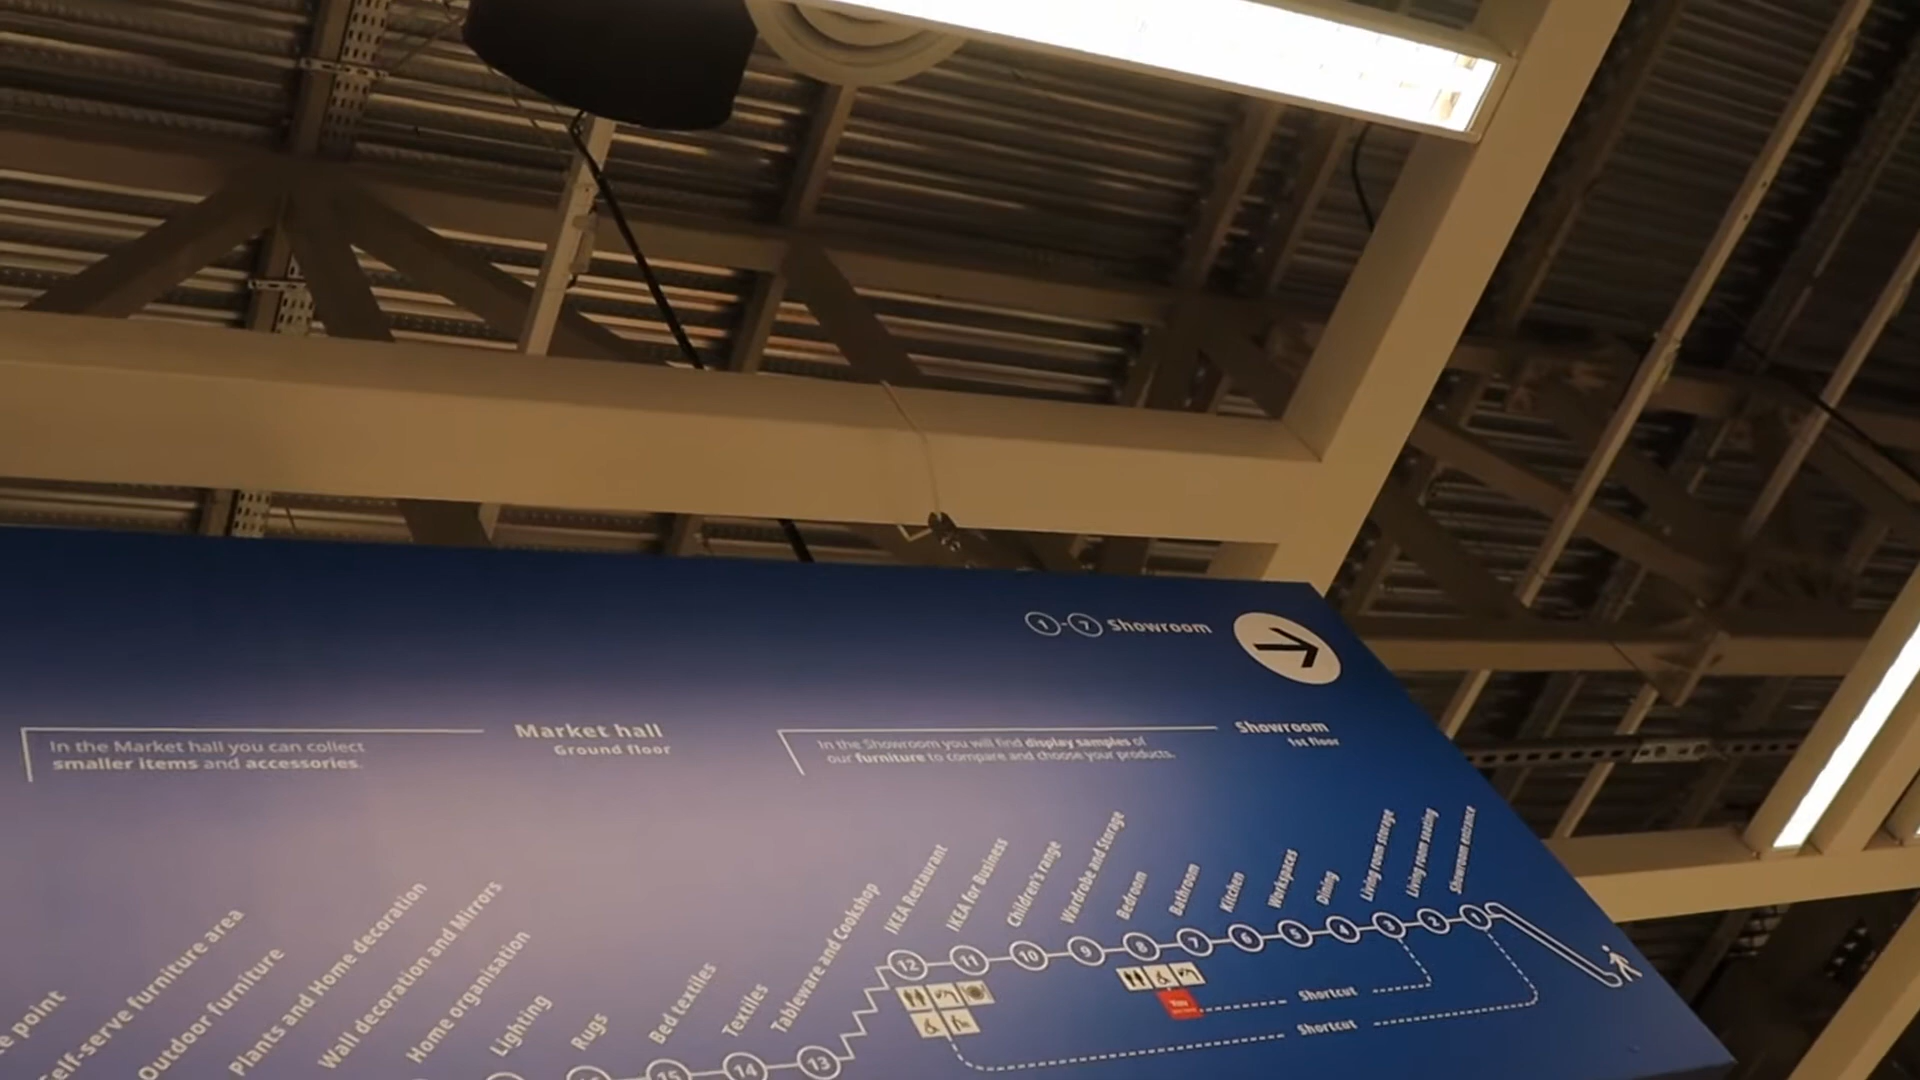 1 - 7 Showroom
Market hall
Ground floor
In the Market hall you can collect
smaller items and accessories.
Showroom
1st floor
In the Showroom you will find display samples of
our furniture to compare and choose your products.
point
Self-serve furniture area
Outdoor furniture
Plants and Home decoration
Wall decoration and Mirrors
Home organisation
Lighting
Rugs
Bed textiles
Textiles
Tableware and Cookshop
IKEA Restaurant
IKEA for Business
Children's range
Wardrobe and Storage
Bedroom
Bathroom
Kitchen
Workspaces
Dining
Living room storage
Living room seating
Showroom entrance
15 14 13 12 11 10 9 8 7 6 5 4 3 2 1
You
Shortcut
Shortcut